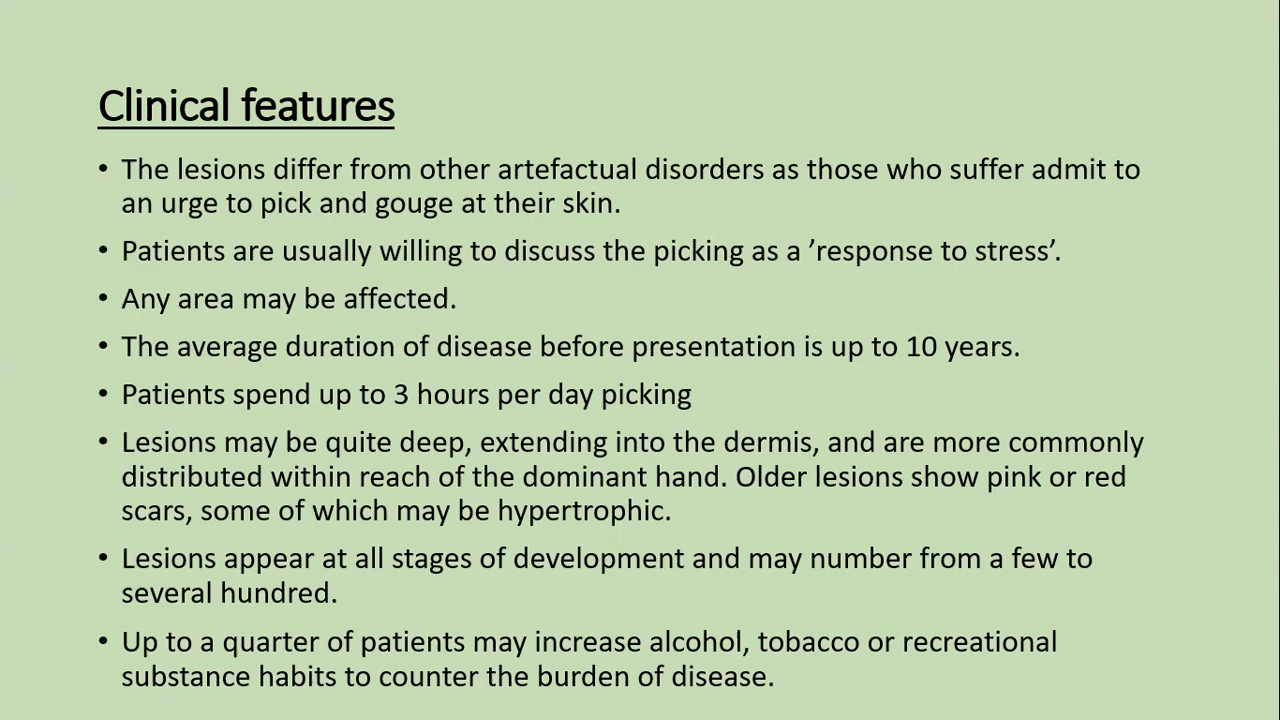 Clinical features
• The lesions differ from other artefactual disorders as those who suffer admit to
an urge to pick and gouge at their skin.
• Patients are usually willing to discuss the picking as a ’response to stress’.
• Any area may be affected.
• The average duration of disease before presentation is up to 10 years.
• Patients spend up to 3 hours per day picking
• Lesions may be quite deep, extending into the dermis, and are more commonly
distributed within reach of the dominant hand. Older lesions show pink or red
scars, some of which may be hypertrophic.
• Lesions appear at all stages of development and may number from a few to
several hundred.
• Up to a quarter of patients may increase alcohol, tobacco or recreational
substance habits to counter the burden of disease.